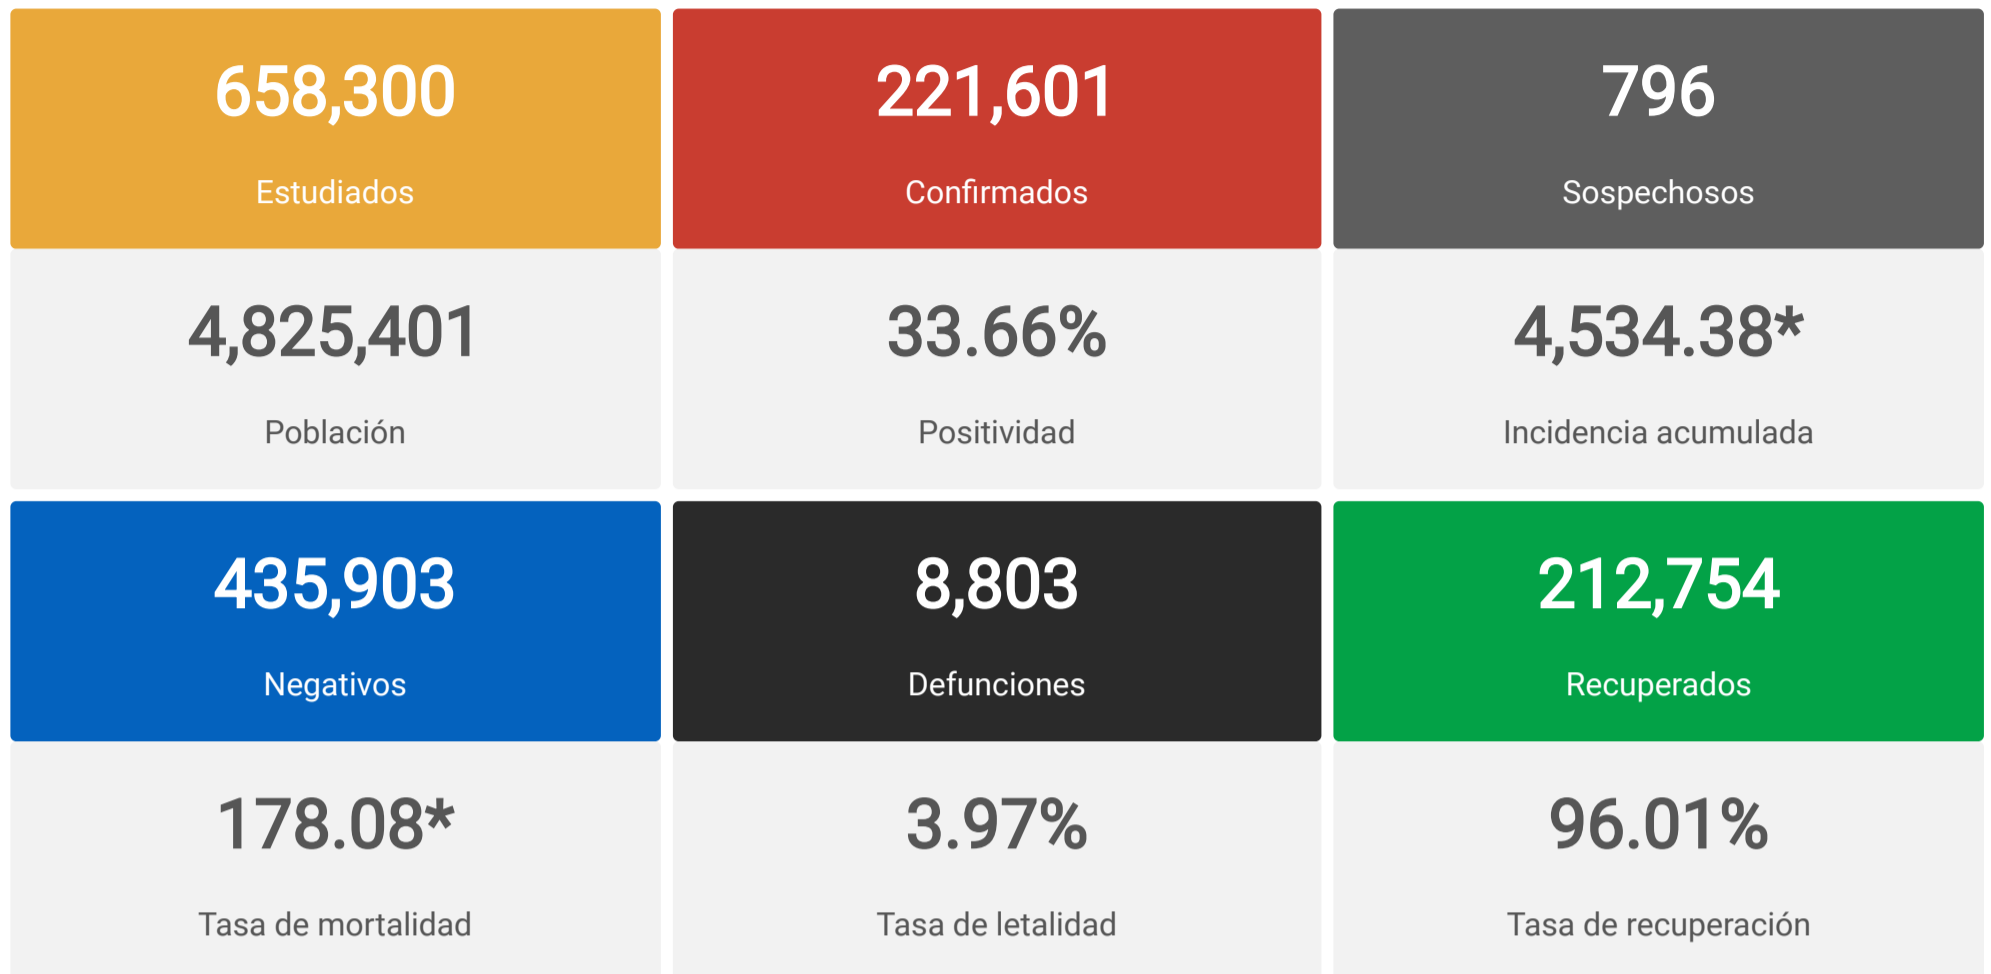 658,300
Estudiados
221,601
Confirmados
796
Sospechosos
4,825,401
Población
33.66%
Positividad
4,534.38*
Incidencia acumulada
435,903
Negativos
8,803
Defunciones
212,754
Recuperados
178.08*
Tasa de mortalidad
3.97%
Tasa de letalidad
96.01%
Tasa de recuperación